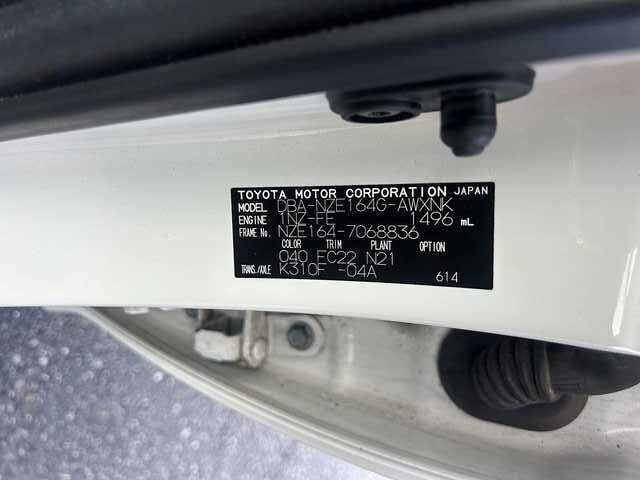 TOYOTA MOTOR CORPORATION JAPAN
MODEL DBA-NZE164G-AWXNK
ENGINE 1NZ-FE 1496 mL
FRAME No. NZE164-7068836
COLOR TRIM PLANT OPTION
040 FC22 N21
TRANS./AXLE K310F -04A 614